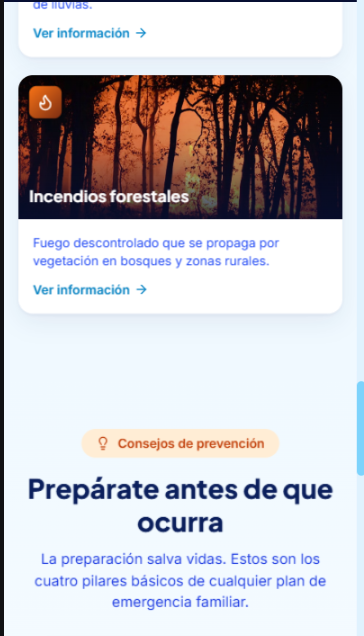 de lluvias.
Ver información →
Incendios forestales
Fuego descontrolado que se propaga por
vegetación en bosques y zonas rurales.
Ver información →
Consejos de prevención
Prepárate antes de que
ocurra
La preparación salva vidas. Estos son los
cuatro pilares básicos de cualquier plan de
emergencia familiar.